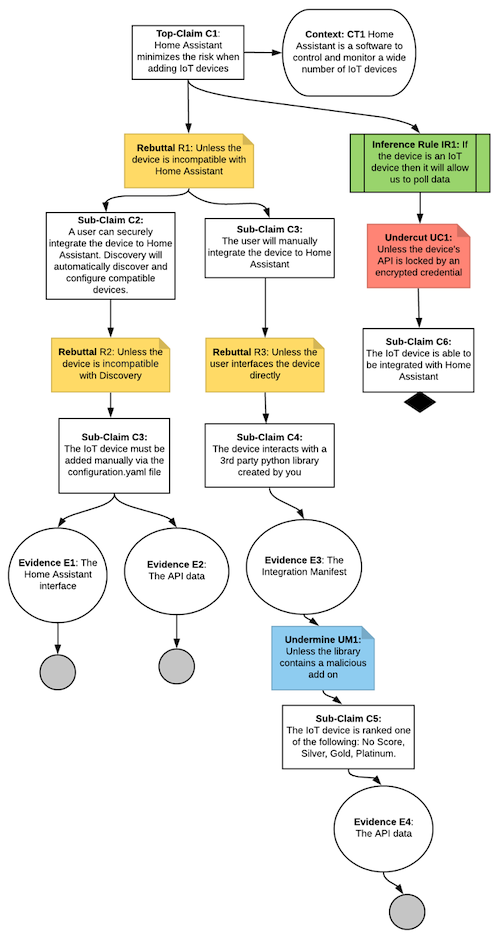 Top-Claim C1:
Home Assistant
minimizes the risk when
adding IoT devices
Context: CT1 Home
Assistant is a software to
control and monitor a wide
number of IoT devices
Rebuttal R1: Unless the
device is incompatible with
Home Assistant
Inference Rule IR1: If
the device is an IoT
device then it will allow
us to poll data
Sub-Claim C2:
A user can securely
integrate the device to Home
Assistant. Discovery will
automatically discover and
configure compatible
devices.
Sub-Claim C3:
The user will manually
integrate the device to Home
Assistant
Undercut UC1:
Unless the device's
API is locked by an
encrypted credential
Rebuttal R2: Unless the
device is incompatible
with Discovery
Rebuttal R3: Unless the
user interfaces the device
directly
Sub-Claim C6:
The IoT device is able to
be integrated with Home
Assistant
Sub-Claim C3:
The IoT device must be
added manually via the
configuration.yaml file
Sub-Claim C4:
The device interacts with a
3rd party python library
created by you
Evidence E1: The
Home Assistant
interface
Evidence E2:
The API data
Evidence E3: The
Integration Manifest
Undermine UM1:
Unless the library
contains a malicious
add on
Sub-Claim C5:
The IoT device is ranked one
of the following: No Score,
Silver, Gold, Platinum.
Evidence E4:
The API data